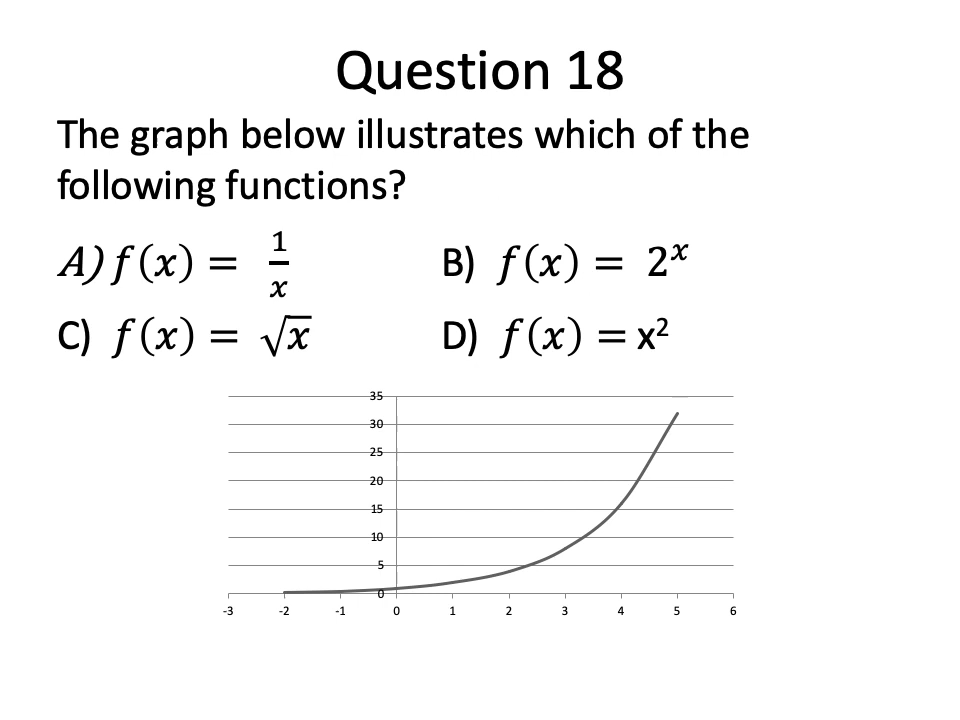 Question 18
The graph below illustrates which of the
following functions?
A) f(x) = 1/x B) f(x) = 2^x
C) f(x) = √x D) f(x) = x²
35
30
25
20
15
10
5
0
-3 -2 -1 0 1 2 3 4 5 6